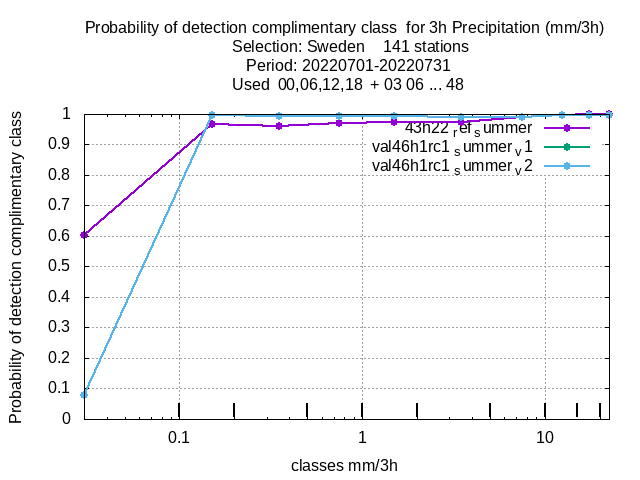 Probability of detection complimentary class  for 3h Precipitation (mm/3h)
Selection: Sweden    141 stations
Period: 20220701-20220731
Used  00,06,12,18  + 03 06 ... 48
Probability of detection complimentary class
1
0.9
0.8
0.7
0.6
0.5
0.4
0.3
0.2
0.1
0
43h22 ref summer
val46h1rc1 summer v1
val46h1rc1 summer v2
0.1
1
10
classes mm/3h